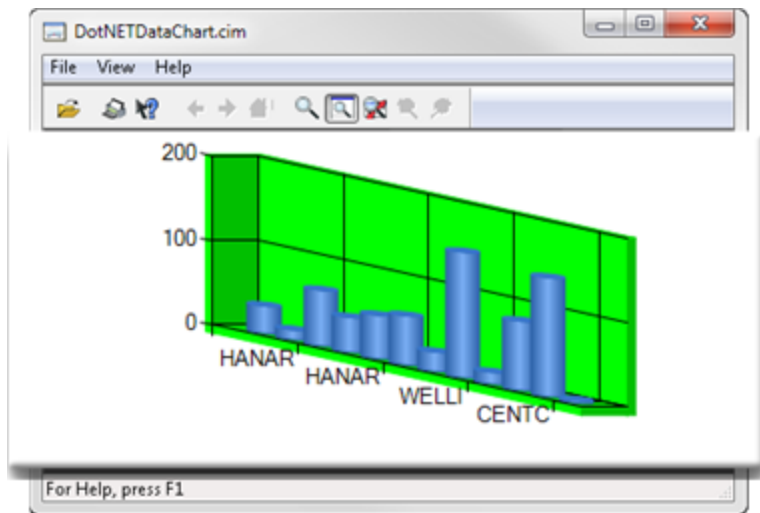 DotNETDataChart.cim
File View Help
200
100
0
HANAR
HANAR
WELLI
CENTC
For Help, press F1